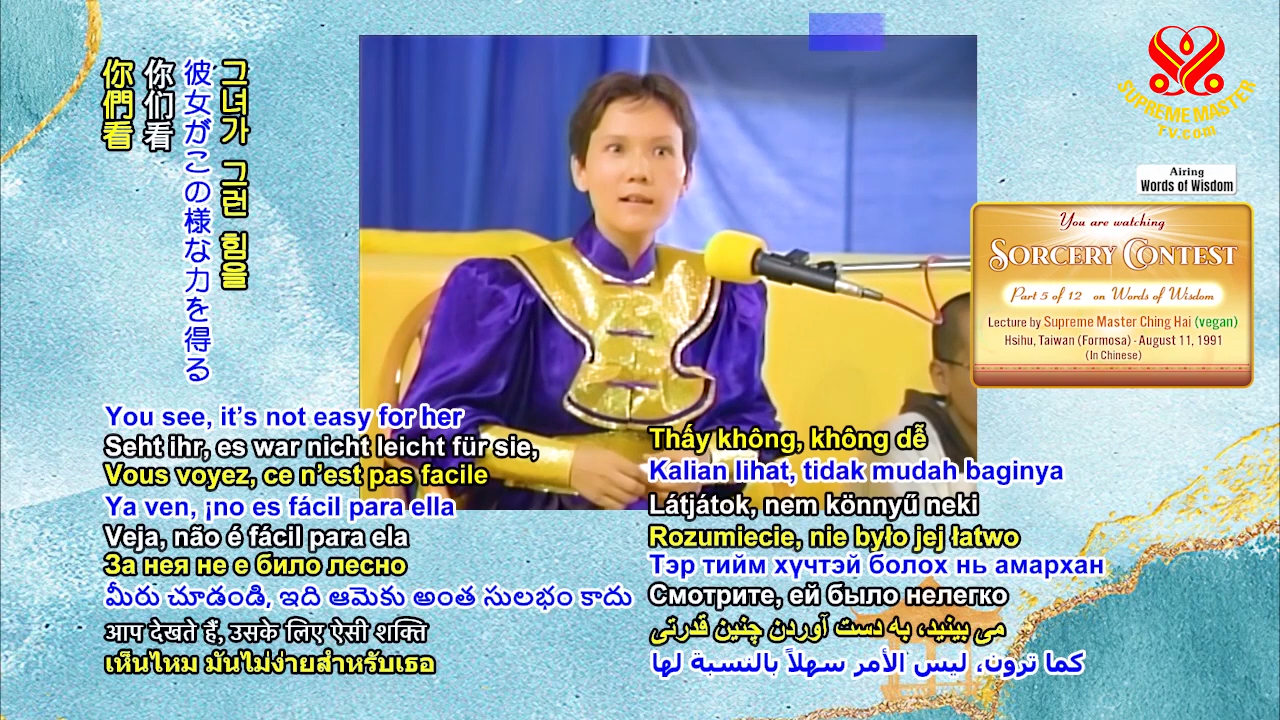 你們看
你们看
彼女がこの様な力を得る
그녀가 그런 힘을
SUPREME MASTER
TV.com
Airing
Words of Wisdom
You are watching
SORCERY CONTEST
Part 5 of 12 on Words of Wisdom
Lecture by Supreme Master Ching Hai (vegan)
Hsihu, Taiwan (Formosa) - August 11, 1991
(In Chinese)
You see, it’s not easy for her
Seht ihr, es war nicht leicht für sie,
Vous voyez, ce n’est pas facile
Ya ven, ¡no es fácil para ella
Veja, não é fácil para ela
За нея не е било лесно
మీరు చూడండి, ఇది ఆమెకు అంత సులభం కాదు
आप देखते हैं, उसके लिए ऐसी शक्ति
เห็นไหม มันไม่ง่ายสำหรับเธอ
Thấy không, không dễ
Kalian lihat, tidak mudah baginya
Látjátok, nem könnyű neki
Rozumiecie, nie było jej łatwo
Тэр тийм хүчтэй болох нь амархан
Смотрите, ей было нелегко
می بینید، به دست آوردن چنین قدرتی
كما ترون، ليس الأمر سهلاً بالنسبة لها